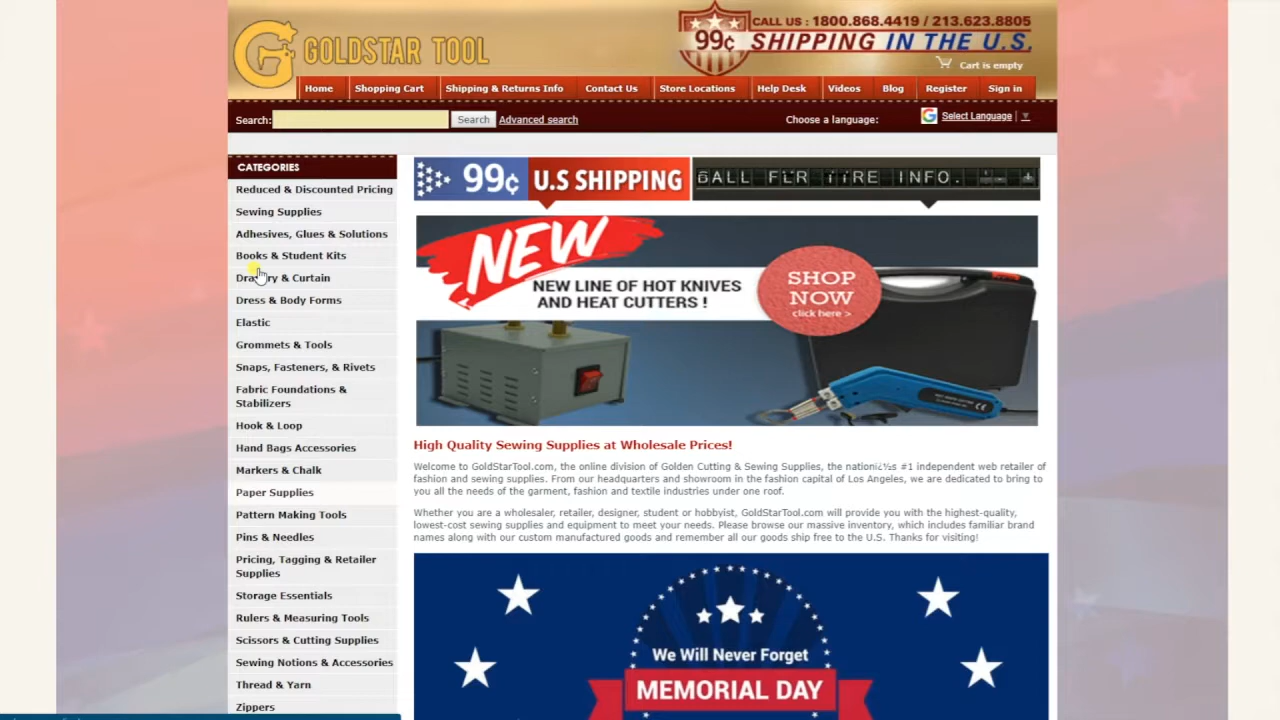 GOLDSTAR TOOL
CALL US : 1800.868.4419 / 213.623.8805
99¢ SHIPPING IN THE U.S.
Cart is empty
Home Shopping Cart Shipping & Returns Info Contact Us Store Locations Help Desk Videos Blog Register Sign in
Search: Search Advanced search Choose a language: Select Language
CATEGORIES
Reduced & Discounted Pricing
Sewing Supplies
Adhesives, Glues & Solutions
Books & Student Kits
& Curtain
Dress & Body Forms
Elastic
Grommets & Tools
Snaps, Fasteners, & Rivets
Fabric Foundations &
Stabilizers
Hook & Loop
Hand Bags Accessories
Markers & Chalk
Paper Supplies
Pattern Making Tools
Pins & Needles
Pricing, Tagging & Retailer
Supplies
Storage Essentials
Rulers & Measuring Tools
Scissors & Cutting Supplies
Sewing Notions & Accessories
Thread & Yarn
Zippers
99¢ U.S SHIPPING
INFO.
NEW
NEW LINE OF HOT KNIVES
AND HEAT CUTTERS !
SHOP
NOW
click here >
High Quality Sewing Supplies at Wholesale Prices!
Welcome to GoldStarTool.com, the online division of Golden Cutting & Sewing Supplies, the nationï¿½s #1 independent web retailer of
fashion and sewing supplies. From our headquarters and showroom in the fashion capital of Los Angeles, we are dedicated to bring to
you all the needs of the garment, fashion and textile industries under one roof.
Whether you are a wholesaler, retailer, designer, student or hobbyist, GoldStarTool.com will provide you with the highest-quality,
lowest-cost sewing supplies and equipment to meet your needs. Please browse our massive inventory, which includes familiar brand
names along with our custom manufactured goods and remember all our goods ship free to the U.S. Thanks for visiting!
We Will Never Forget
MEMORIAL DAY